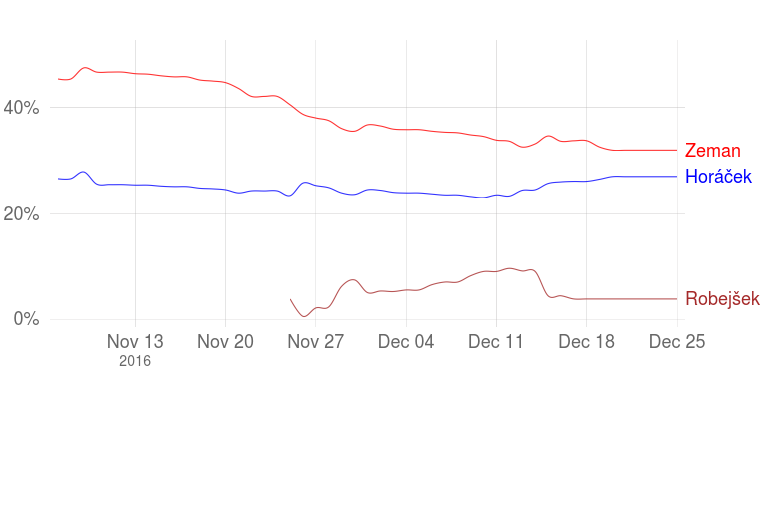 40%
20%
0%
Zeman
Horáček
Robejšek
Nov 13 Nov 20 Nov 27 Dec 04 Dec 11 Dec 18 Dec 25
2016